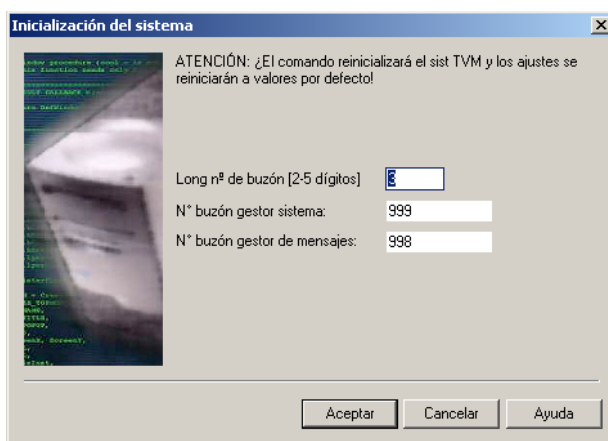 Inicialización del sistema
ATENCIÓN: ¿El comando reinicializará el sist TVM y los ajustes se
reiniciarán a valores por defecto!
Long nº de buzón [2-5 dígitos]
3
N° buzón gestor sistema:
999
N° buzón gestor de mensajes:
998
Aceptar
Cancelar
Ayuda